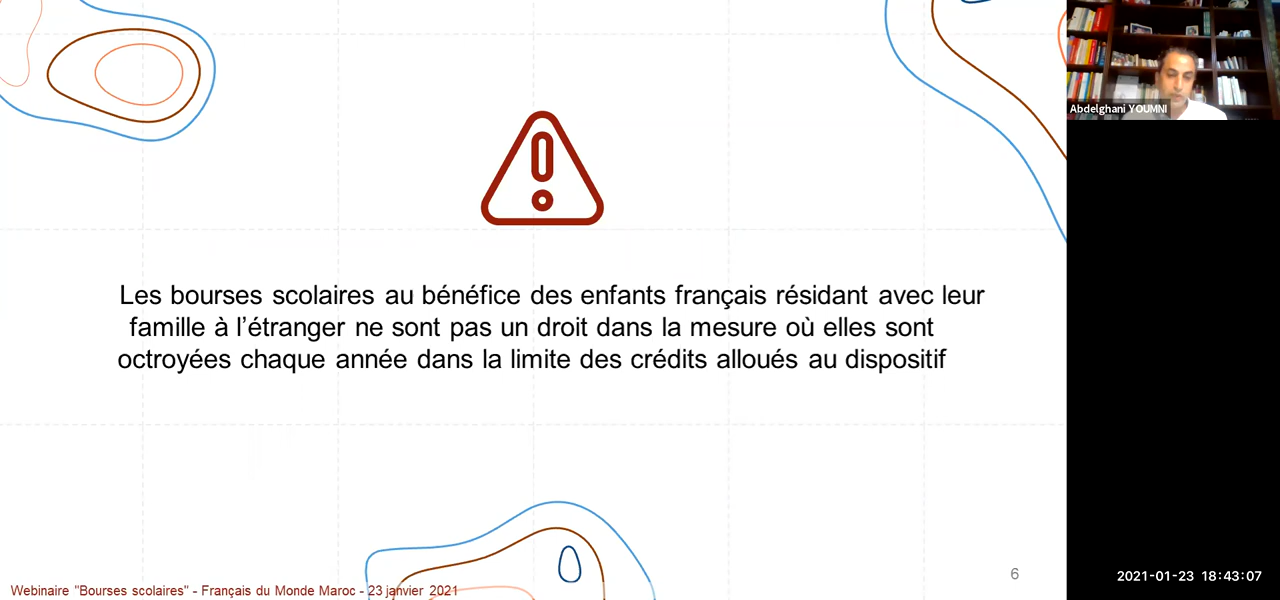 Abdelghani YOUMNI
Les bourses scolaires au bénéfice des enfants français résidant avec leur
famille à l’étranger ne sont pas un droit dans la mesure où elles sont
octroyées chaque année dans la limite des crédits alloués au dispositif
6
2021-01-23 18:43:07
Webinaire "Bourses scolaires" - Français du Monde Maroc - 23 janvier 2021